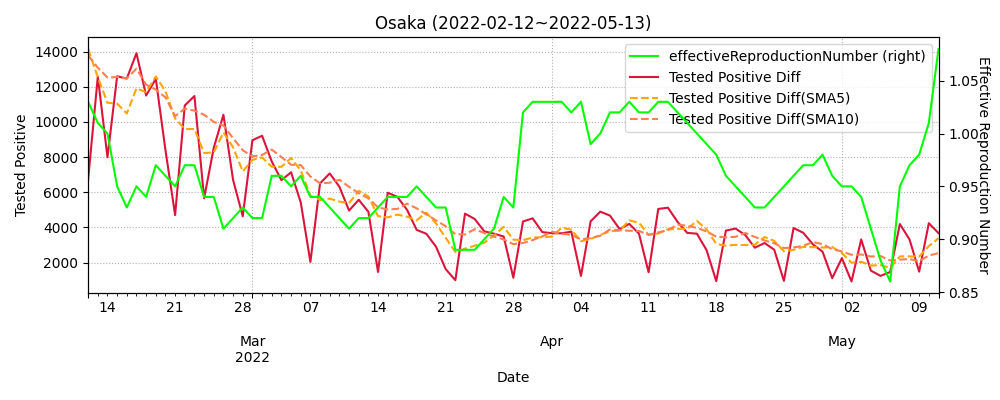 Osaka (2022-02-12~2022-05-13)
effectiveReproductionNumber (right)
Tested Positive Diff
Tested Positive Diff(SMA5)
Tested Positive Diff(SMA10)
Tested Positive
14000
12000
10000
8000
6000
4000
2000
1.05
1.00
0.95
0.90
0.85
Effective Reproduction Number
14 21 28 07 14 21 28 04 11 18 25 02 09
Mar Apr May
2022
Date